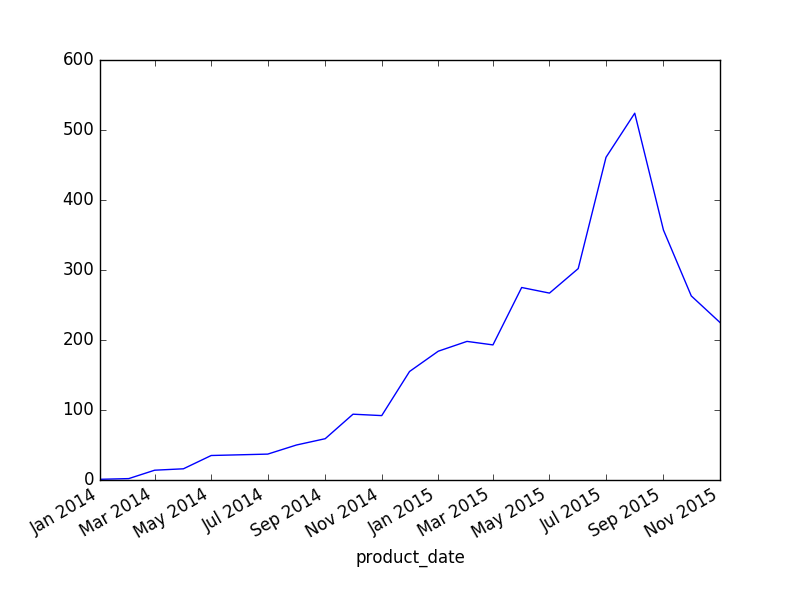 600
500
400
300
200
100
0
Jan 2014
Mar 2014
May 2014
Jul 2014
Sep 2014
Nov 2014
Jan 2015
Mar 2015
May 2015
Jul 2015
Sep 2015
Nov 2015
product_date